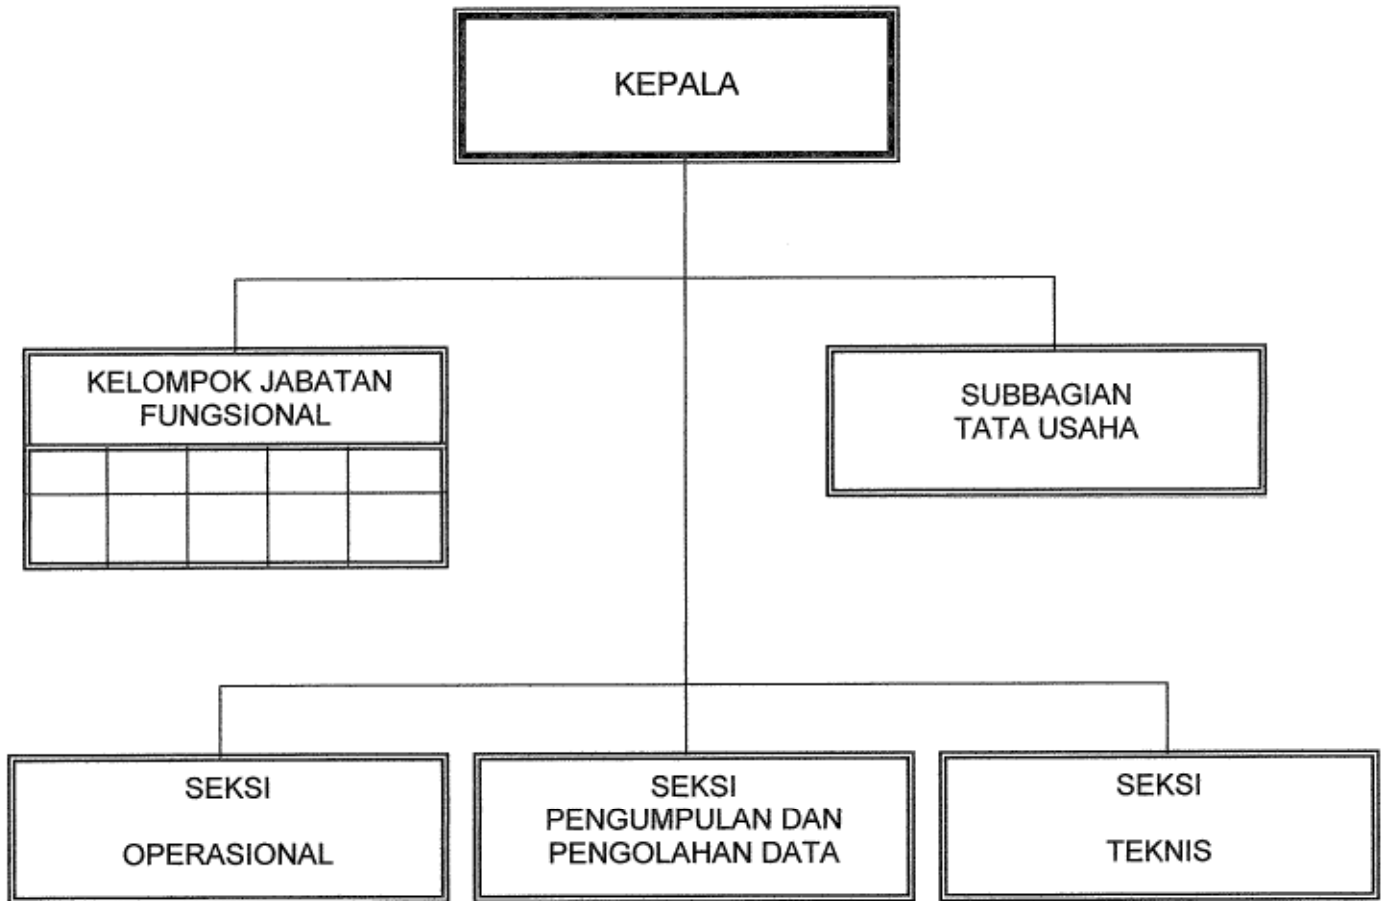 KEPALA
KELOMPOK JABATAN
FUNGSIONAL
SUBBAGIAN
TATA USAHA
SEKSI
OPERASIONAL
SEKSI
PENGUMPULAN DAN
PENGOLAHAN DATA
SEKSI
TEKNIS